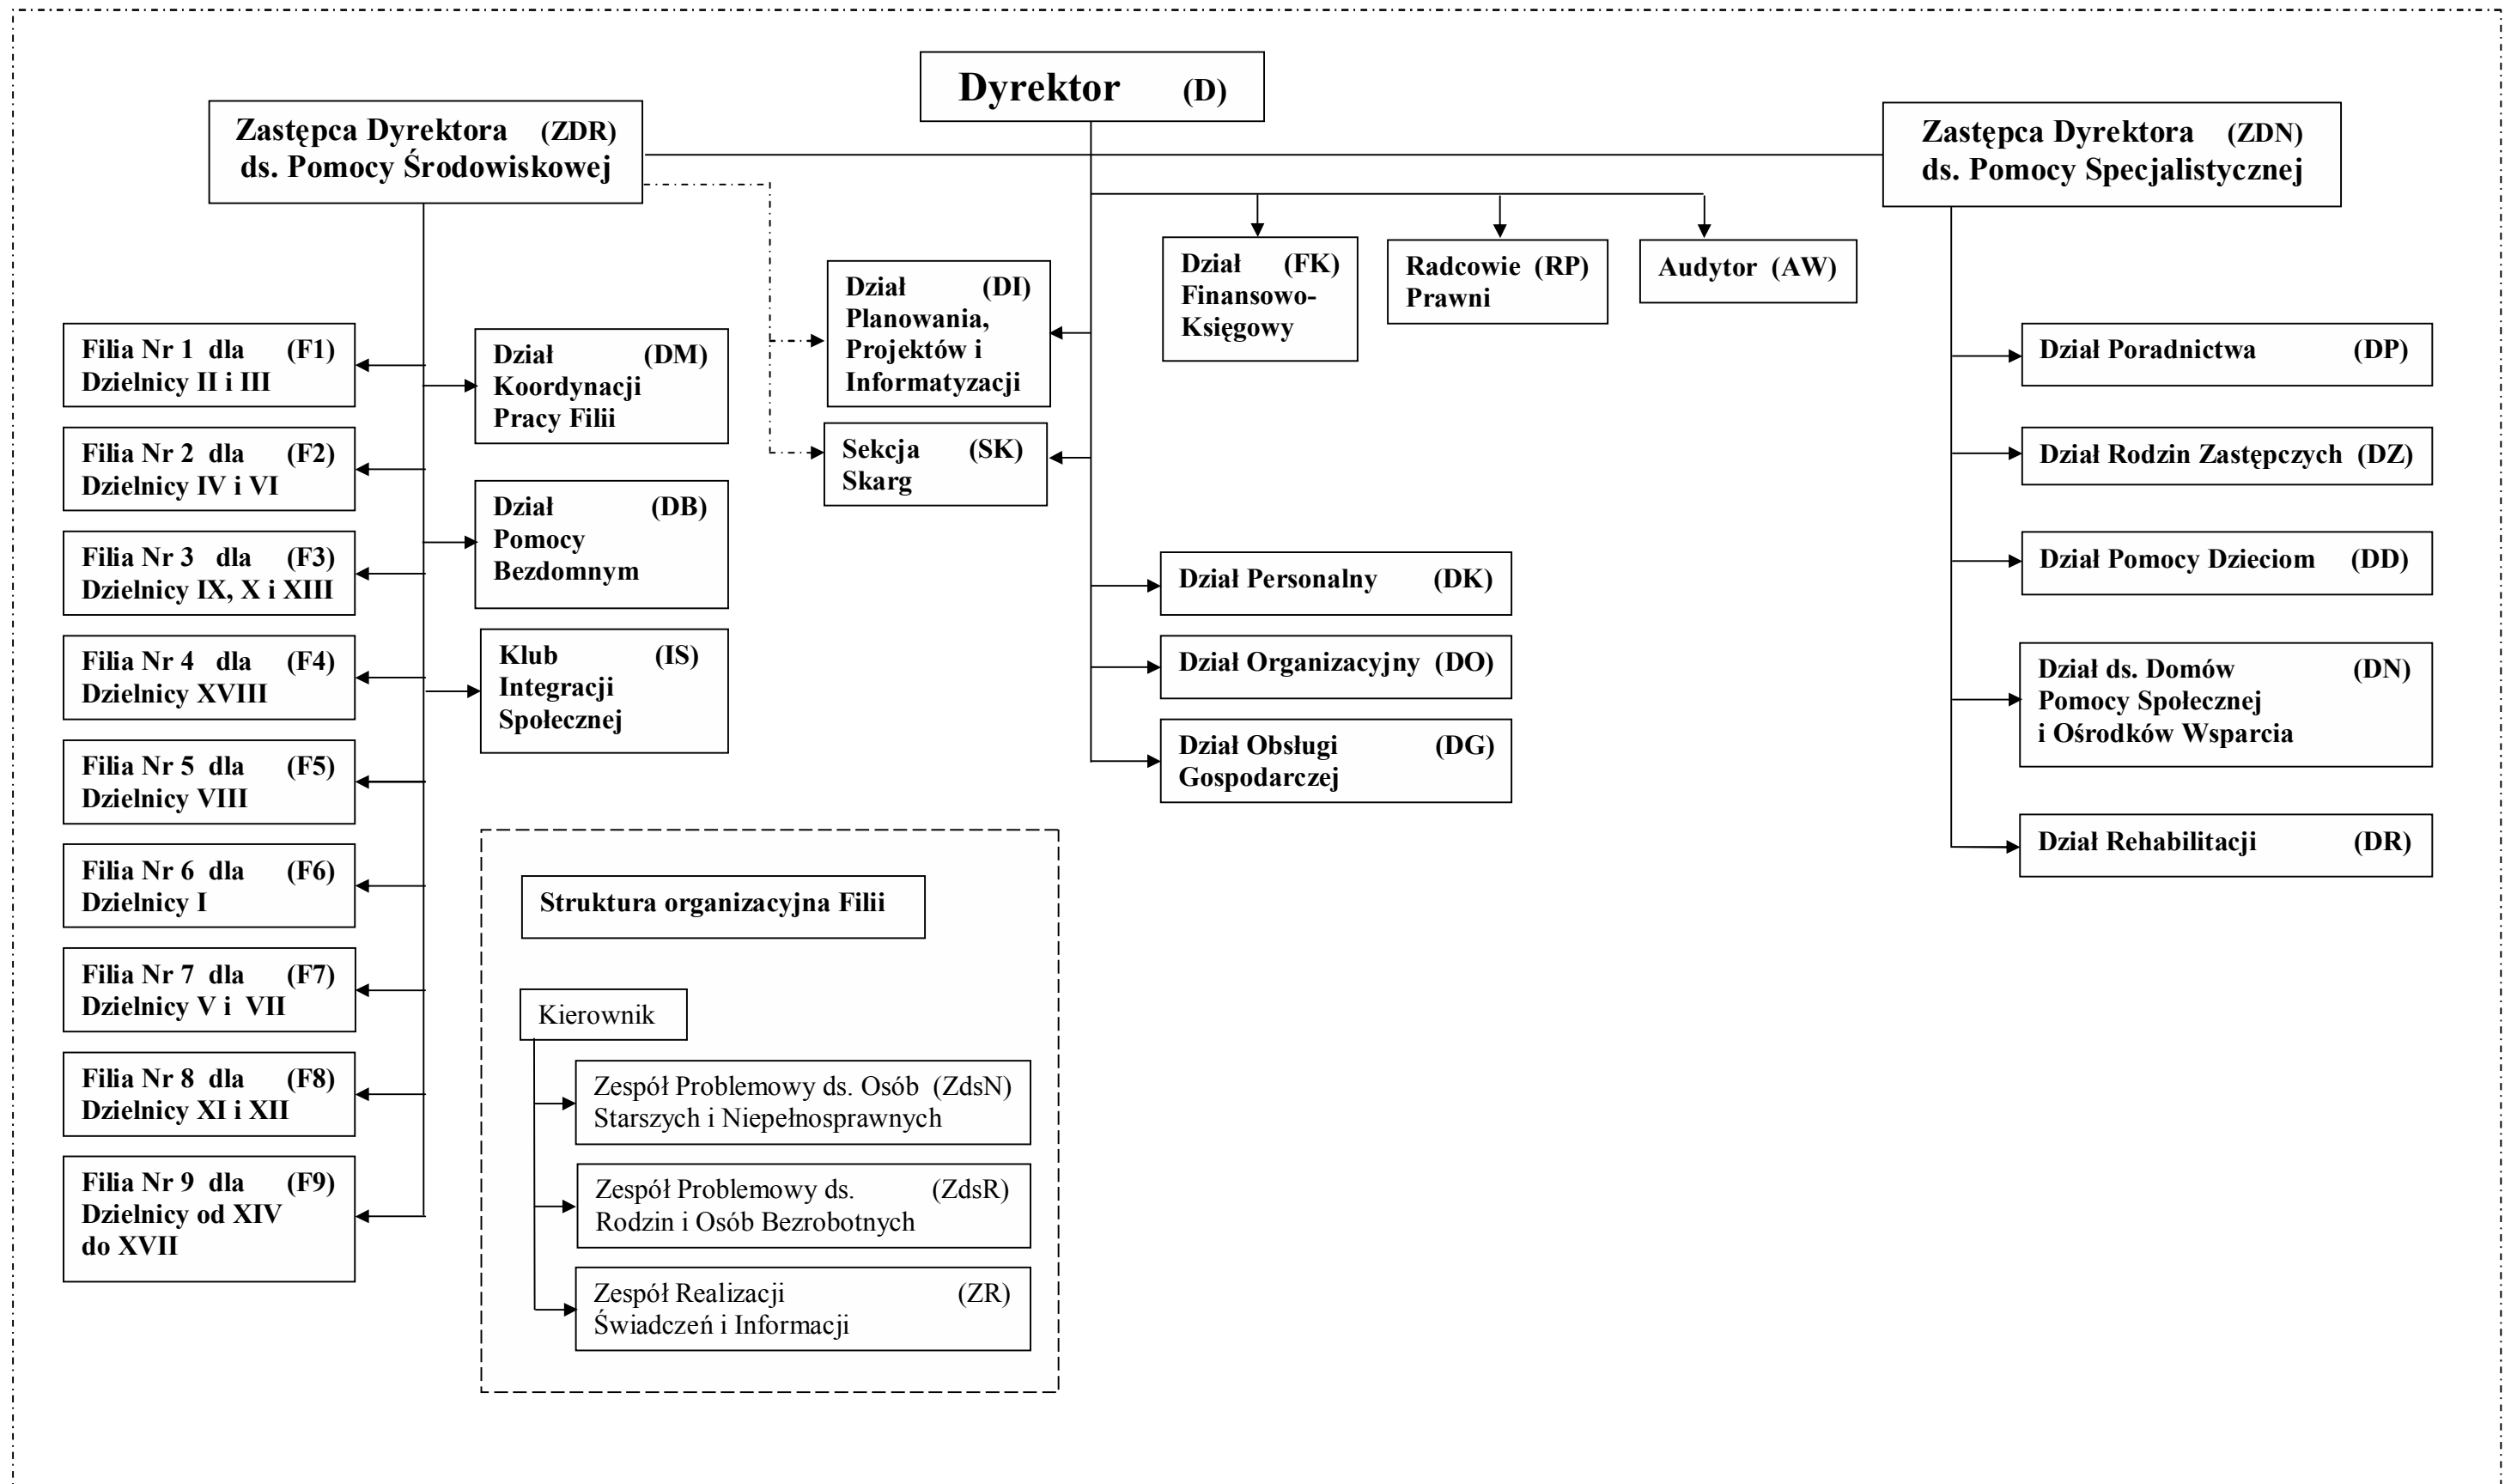 Dyrektor (D)
Zastępca Dyrektora (ZDR)
ds. Pomocy Środowiskowej
Zastępca Dyrektora (ZDN)
ds. Pomocy Specjalistycznej
Filia Nr 1 dla (F1)
Dzielnicy II i III
Filia Nr 2 dla (F2)
Dzielnicy IV i VI
Filia Nr 3 dla (F3)
Dzielnicy IX, X i XIII
Filia Nr 4 dla (F4)
Dzielnicy XVIII
Filia Nr 5 dla (F5)
Dzielnicy VIII
Filia Nr 6 dla (F6)
Dzielnicy I
Filia Nr 7 dla (F7)
Dzielnicy V i VII
Filia Nr 8 dla (F8)
Dzielnicy XI i XII
Filia Nr 9 dla (F9)
Dzielnicy od XIV
do XVII
Dział (DM)
Koordynacji
Pracy Filii
Dział (DB)
Pomocy
Bezdomnym
Klub (IS)
Integracji
Społecznej
Dział (DI)
Planowania,
Projektów i
Informatyzacji
Sekcja (SK)
Skarg
Dział (FK)
Finansowo-
Księgowy
Radcowie (RP)
Prawni
Audytor (AW)
Dział Personalny (DK)
Dział Organizacyjny (DO)
Dział Obsługi (DG)
Gospodarczej
Dział Poradnictwa (DP)
Dział Rodzin Zastępczych (DZ)
Dział Pomocy Dzieciom (DD)
Dział ds. Domów (DN)
Pomocy Społecznej
i Ośrodków Wsparcia
Dział Rehabilitacji (DR)
Struktura organizacyjna Filii
Kierownik
Zespół Problemowy ds. Osób (ZdsN)
Starszych i Niepełnosprawnych
Zespół Problemowy ds. (ZdsR)
Rodzin i Osób Bezrobotnych
Zespół Realizacji (ZR)
Świadczeń i Informacji